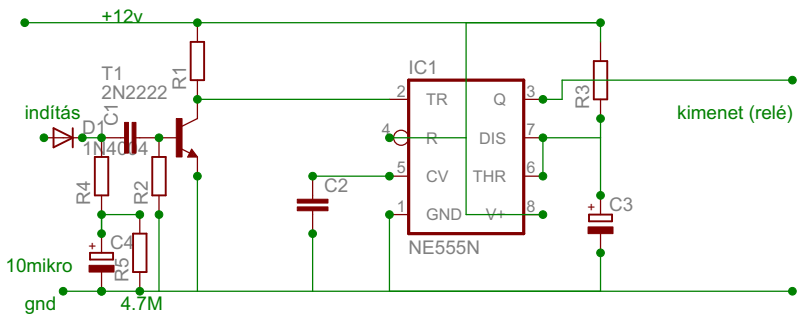 +12v
T1
2N2222
R1
IC1
R3
indítás
D1
1N4004
C1
2
TR
Q
3
kimenet (relé)
4
R
DIS
7
R4
R2
5
CV
THR
6
C2
1
GND
V+
8
C3
+
NE555N
+
C4
10mikro
R5
gnd
4.7M